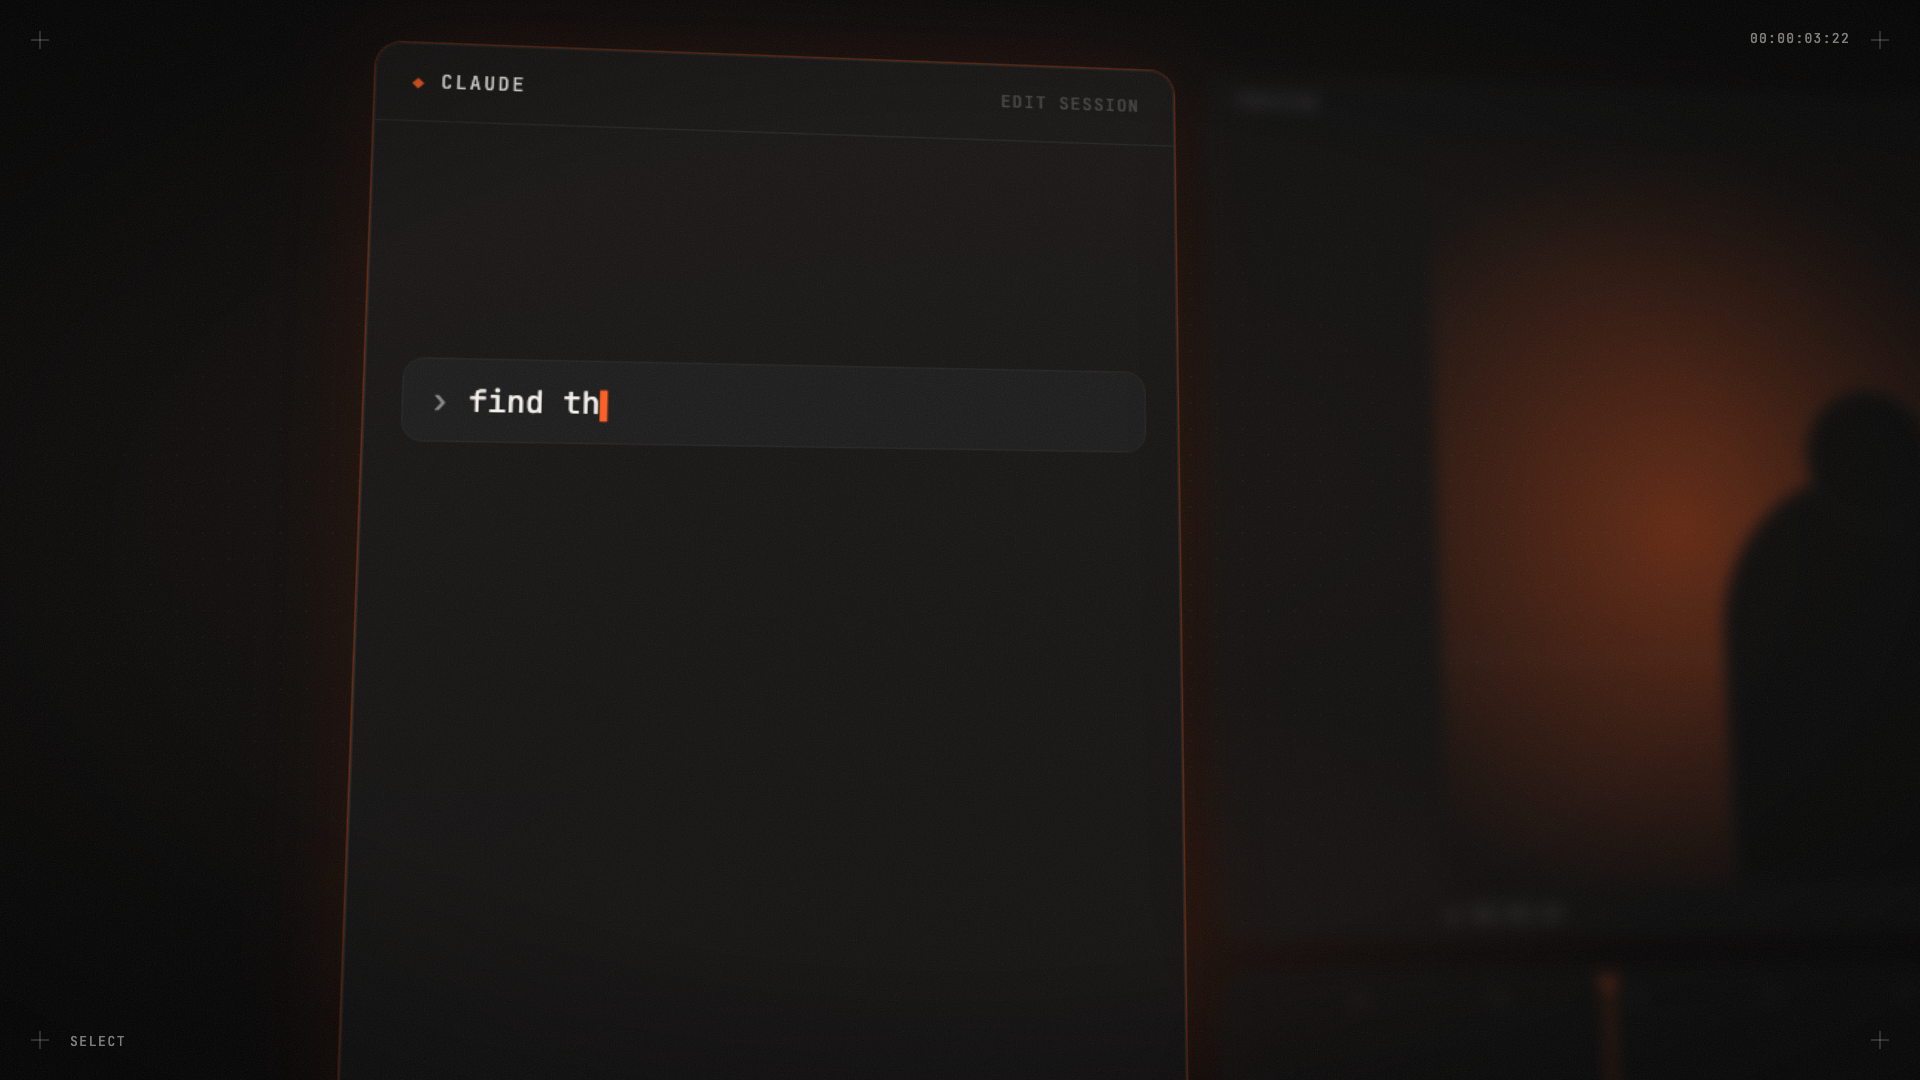 00:00:03:22
◆ CLAUDE
EDIT SESSION
› find th
SELECT